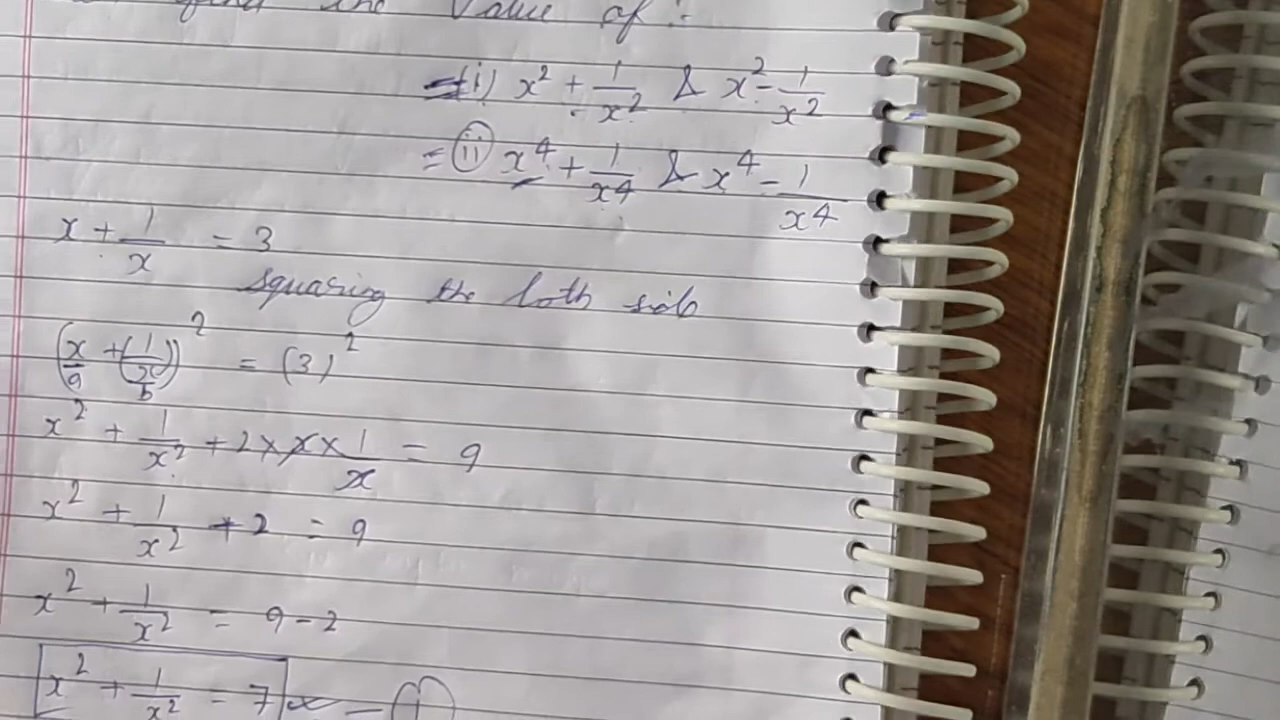 find the Value of :-
(i) x² + 1/x² & x² - 1/x²
= (ii) x⁴ + 1/x⁴ & x⁴ - 1/x⁴
x + 1/x = 3
squaring the both side
(x/a + (1/x)/b)² = (3)²
x² + 1/x² + 2 × x × 1/x = 9
x² + 1/x² + 2 = 9
x² + 1/x² = 9 - 2
x² + 1/x² = 7 — (i)